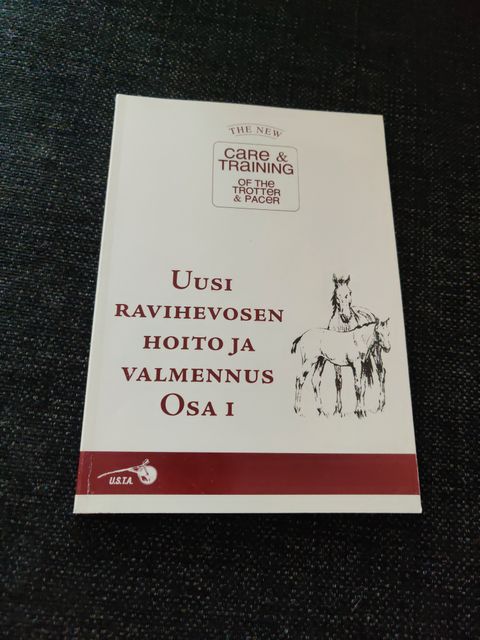 THE NEW
CaRe &
TRaiNiNG
OF THe
TROTTeR
& PaCeR
UUSI
RAVIHEVOSEN
HOITO JA
VALMENNUS
OSA I
U.S.T.A.